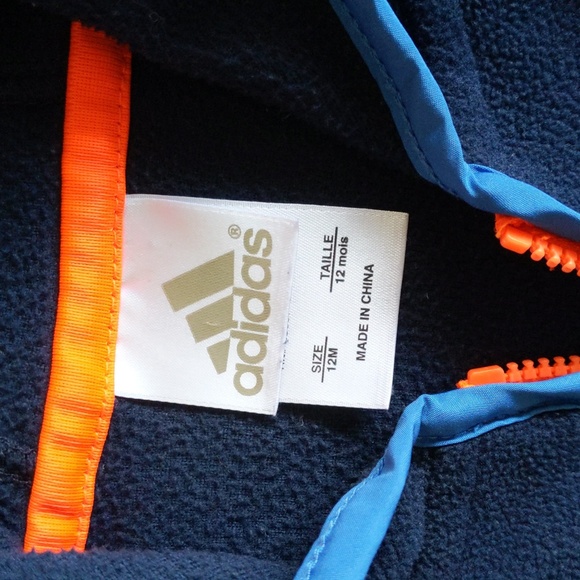 adidas®
TAILLE
12 mois
SIZE
12M
MADE IN CHINA